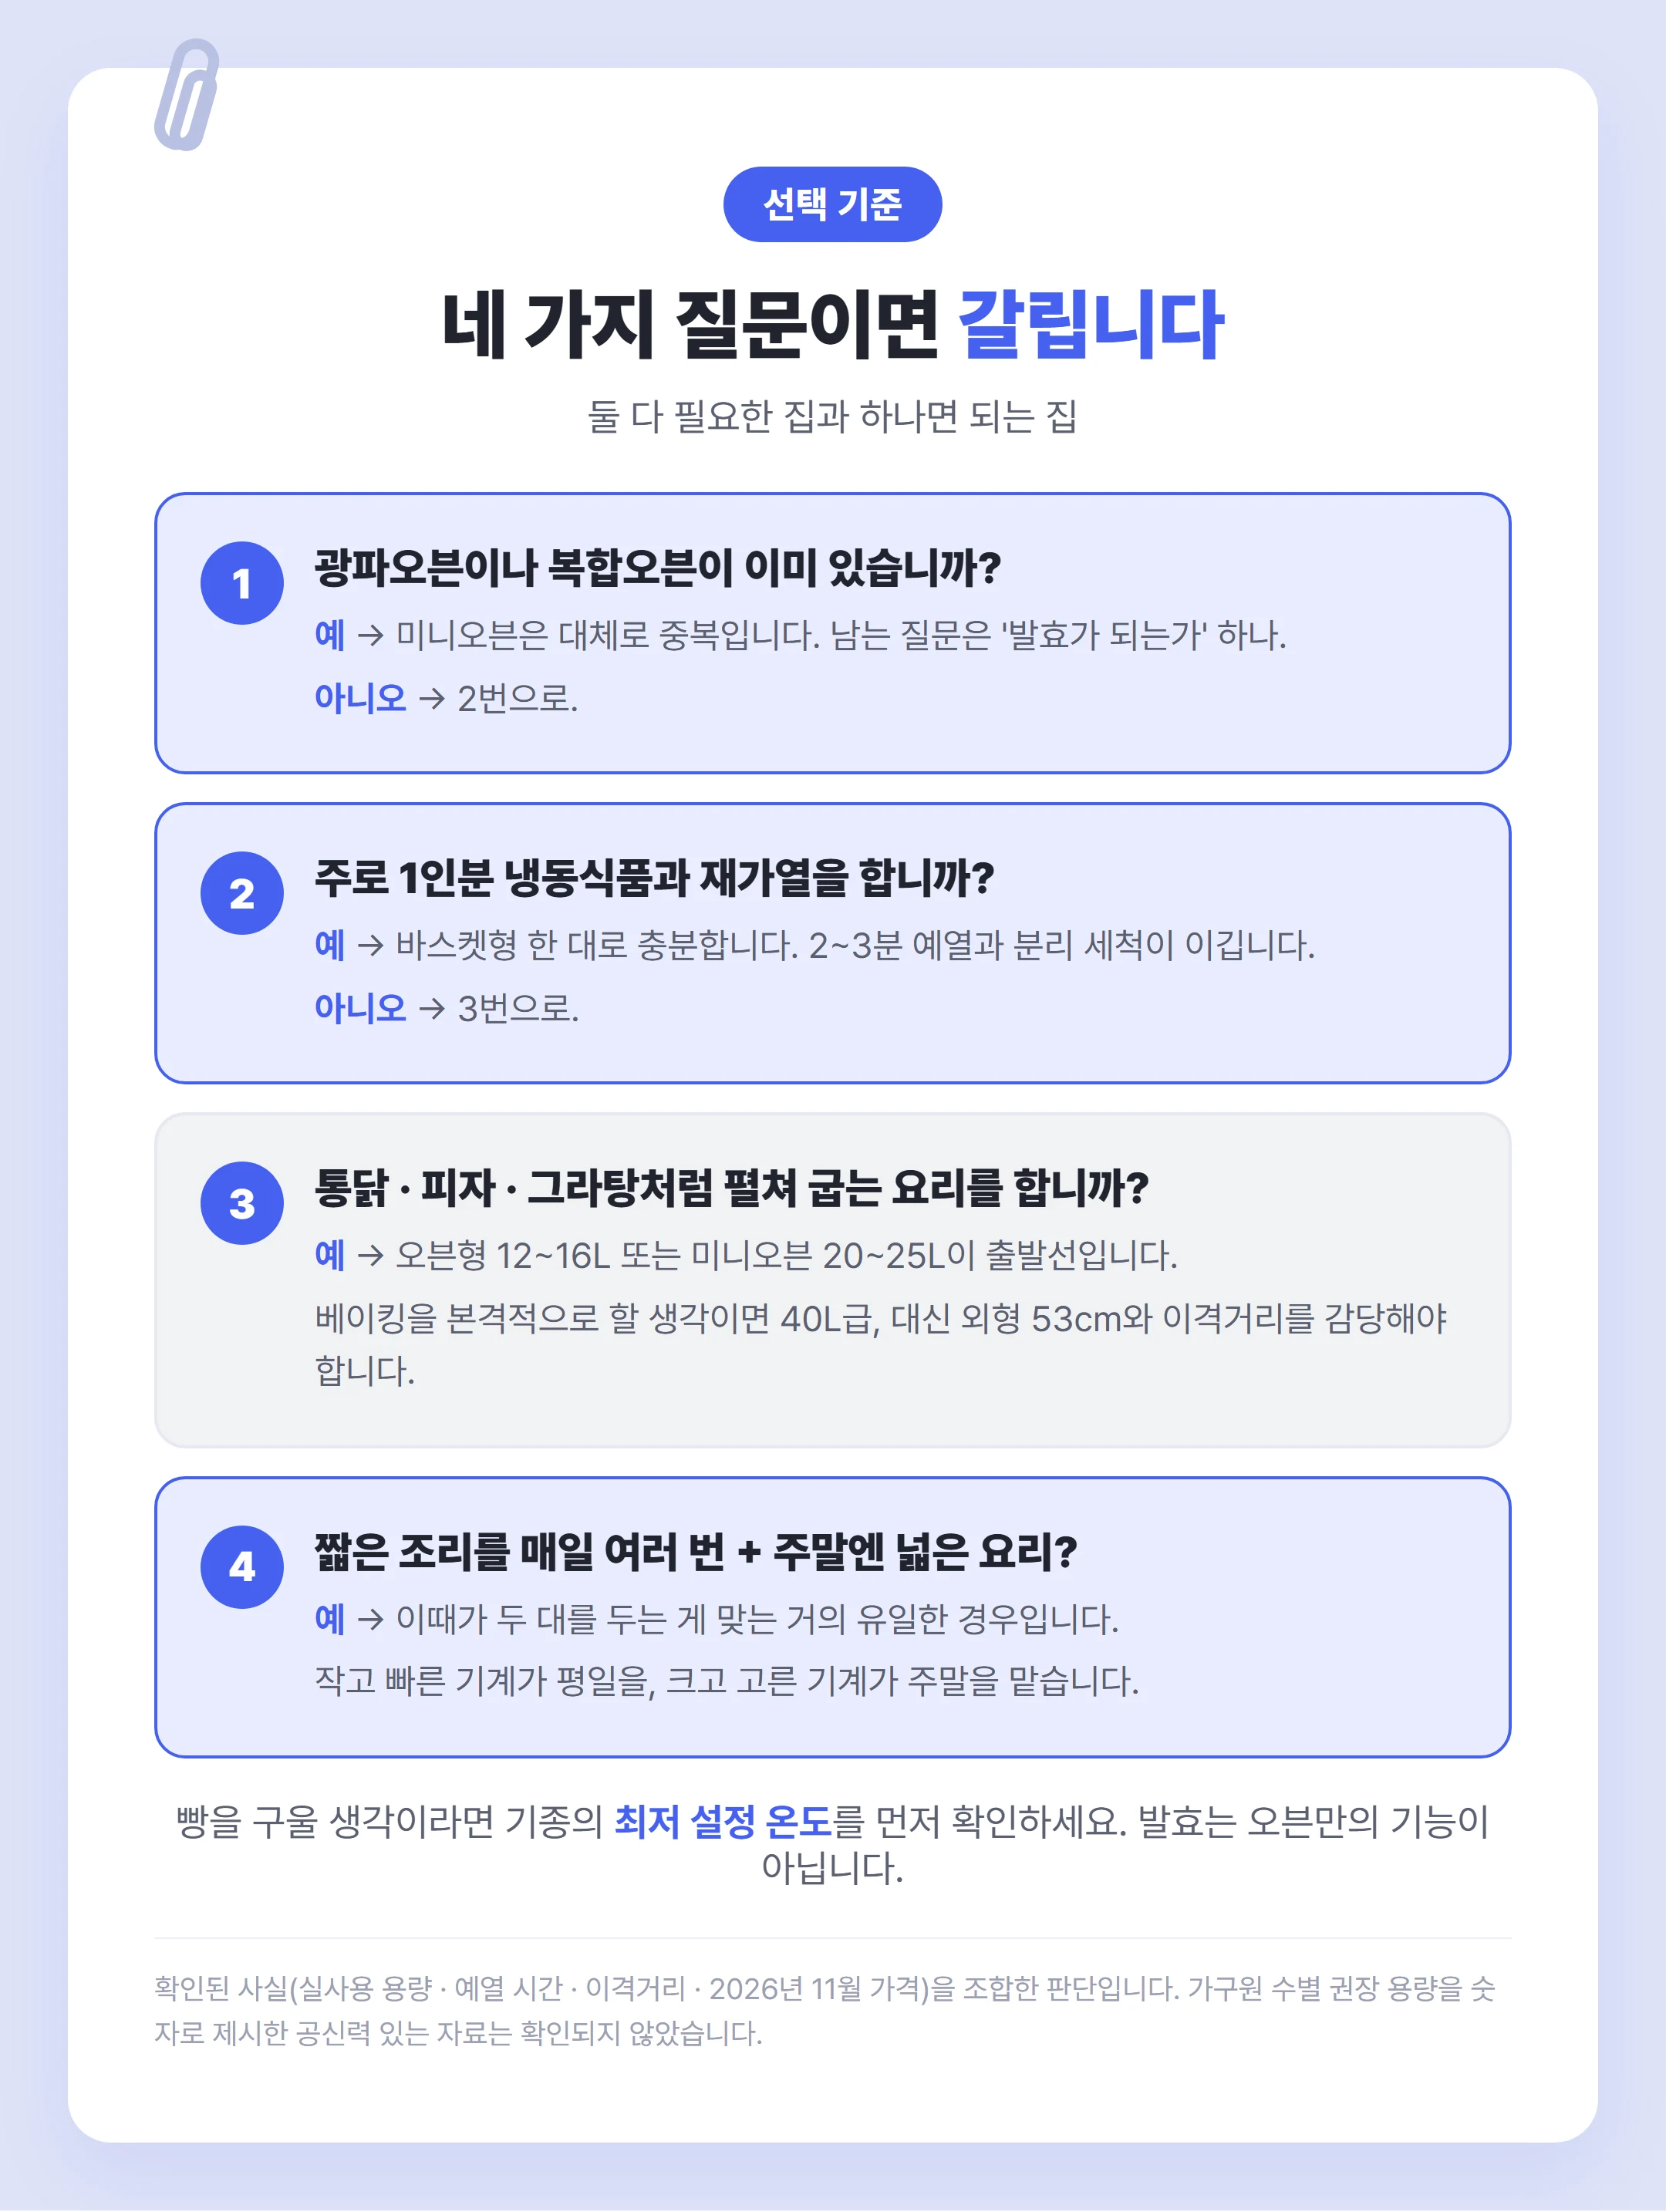 선택 기준
네 가지 질문이면 갈립니다
둘 다 필요한 집과 하나면 되는 집
1
광파오븐이나 복합오븐이 이미 있습니까?
예 → 미니오븐은 대체로 중복입니다. 남는 질문은 '발효가 되는가' 하나.
아니오 → 2번으로.
2
주로 1인분 냉동식품과 재가열을 합니까?
예 → 바스켓형 한 대로 충분합니다. 2~3분 예열과 분리 세척이 이깁니다.
아니오 → 3번으로.
3
통닭 · 피자 · 그라탕처럼 펼쳐 굽는 요리를 합니까?
예 → 오븐형 12~16L 또는 미니오븐 20~25L이 출발선입니다.
베이킹을 본격적으로 할 생각이면 40L급, 대신 외형 53cm와 이격거리를 감당해야
합니다.
4
짧은 조리를 매일 여러 번 + 주말엔 넓은 요리?
예 → 이때가 두 대를 두는 게 맞는 거의 유일한 경우입니다.
작고 빠른 기계가 평일을, 크고 고른 기계가 주말을 맡습니다.
빵을 구울 생각이라면 기종의 최저 설정 온도를 먼저 확인하세요. 발효는 오븐만의 기능이
아닙니다.
확인된 사실(실사용 용량 · 예열 시간 · 이격거리 · 2026년 11월 가격)을 조합한 판단입니다. 가구원 수별 권장 용량을 숫
자로 제시한 공신력 있는 자료는 확인되지 않았습니다.